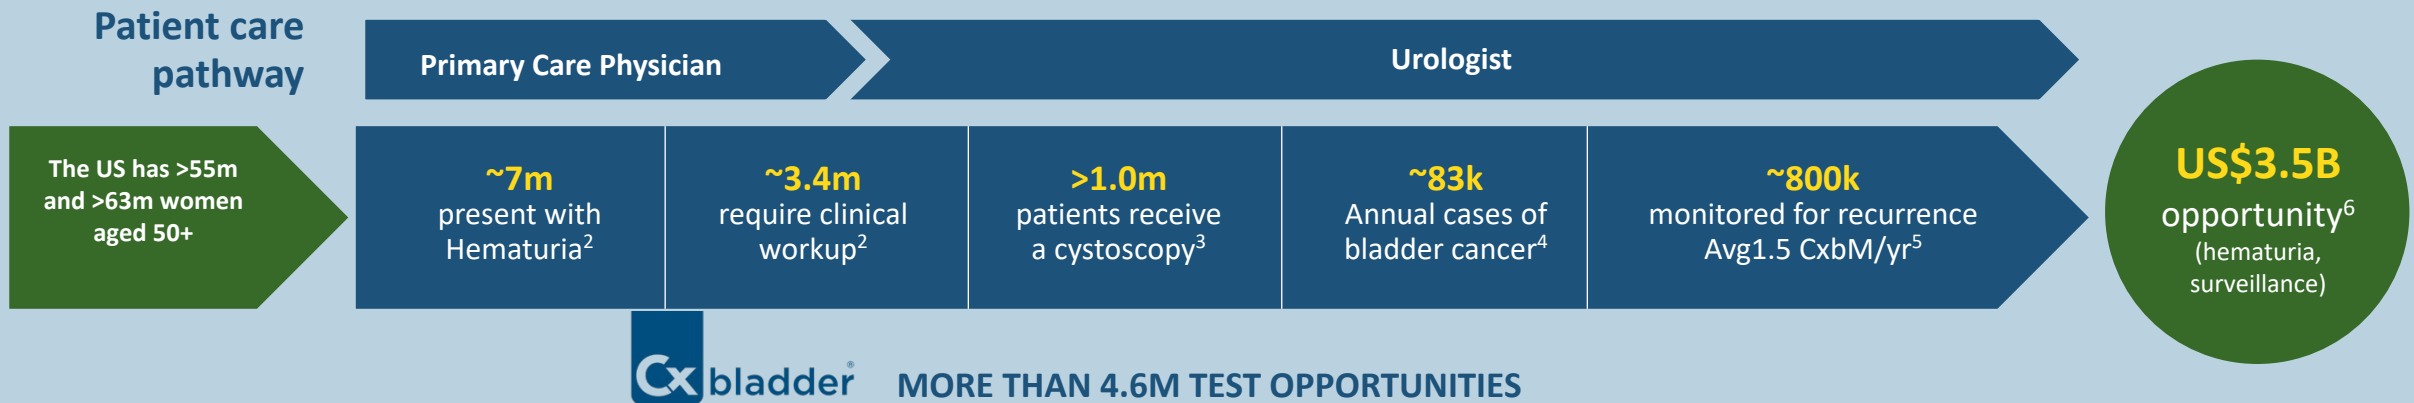 Patient care
pathway
Primary Care Physician
Urologist
The US has >55m
and >63m women
aged 50+
~7m
present with
Hematuria2
~3.4m
require clinical
workup2
>1.0m
patients receive
a cystoscopy3
~83k
Annual cases of
bladder cancer4
~800k
monitored for recurrence
Avg1.5 CxbM/yr5
US$3.5B
opportunity6
(hematuria,
surveillance)
Cx bladder®
MORE THAN 4.6M TEST OPPORTUNITIES